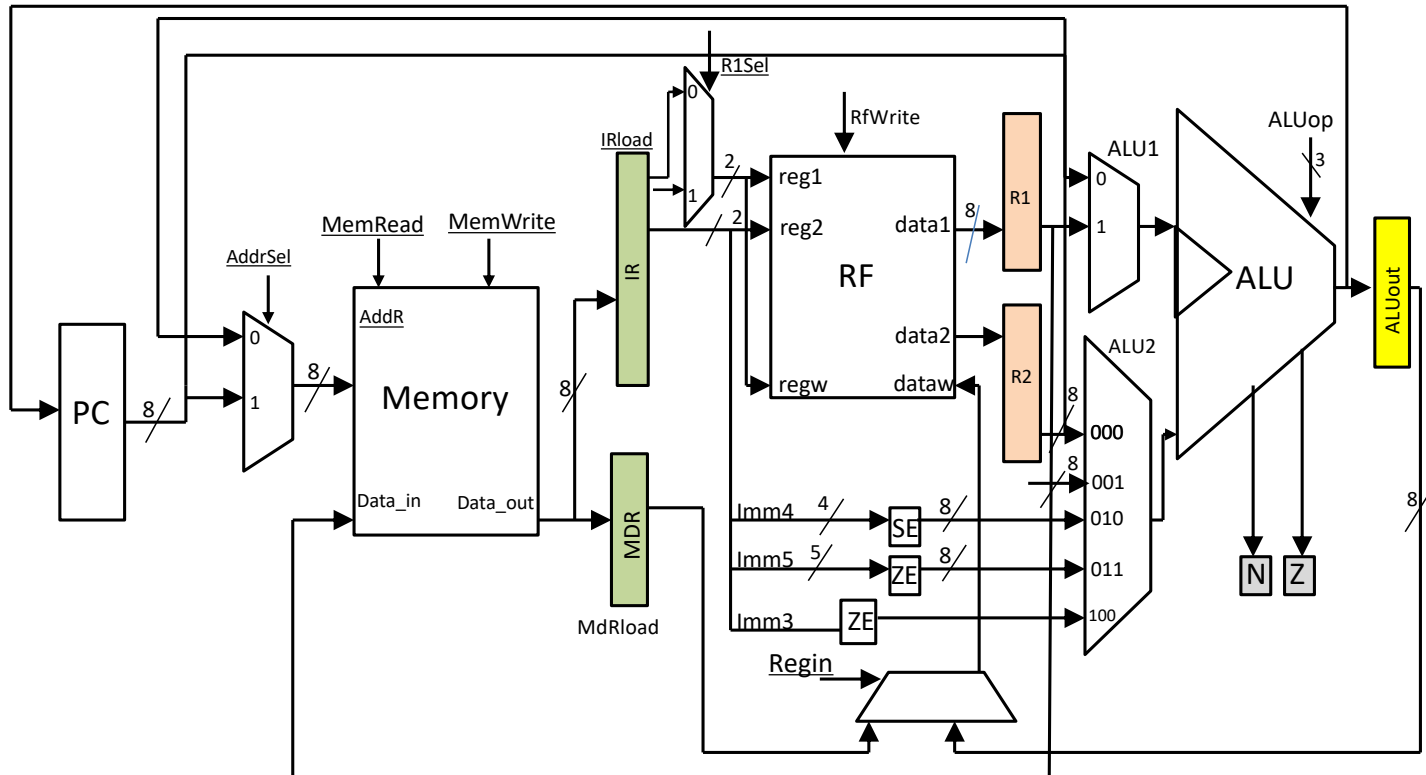 R1Sel
0
1
IRload
IR
2
2
RfWrite
reg1
reg2
regw
RF
data1
data2
dataw
8
R1
R2
ALU1
0
1
ALUop
3
ALU
ALUout
8
N
Z
ALU2
8
000
8
001
010
011
100
MemRead
MemWrite
AddrSel
0
1
8
AddR
Memory
Data_in
Data_out
PC
8
8
MDR
MdRload
Imm4
4
SE
8
Imm5
5
ZE
8
Imm3
ZE
Regin